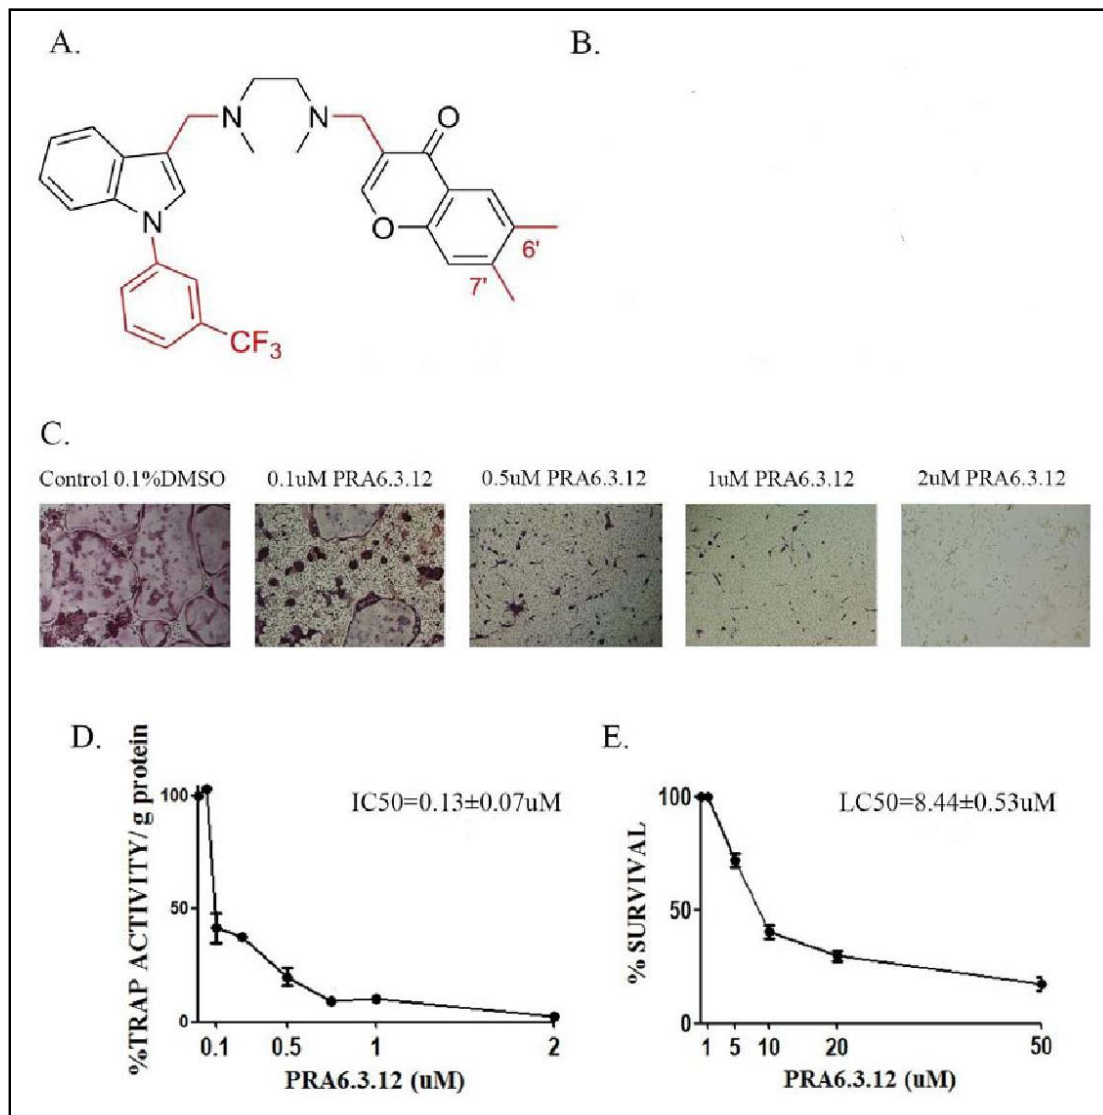 A.
B.
N
N
O
O
N
6'
7'
CF3
C.
Control 0.1%DMSO
0.1uM PRA6.3.12
0.5uM PRA6.3.12
1uM PRA6.3.12
2uM PRA6.3.12
D.
%TRAP ACTIVITY/ g protein
IC50=0.13±0.07uM
100
50
0
0.1 0.5 1 2
PRA6.3.12 (uM)
E.
% SURVIVAL
LC50=8.44±0.53uM
100
50
0
1 5 10 20 50
PRA6.3.12 (uM)